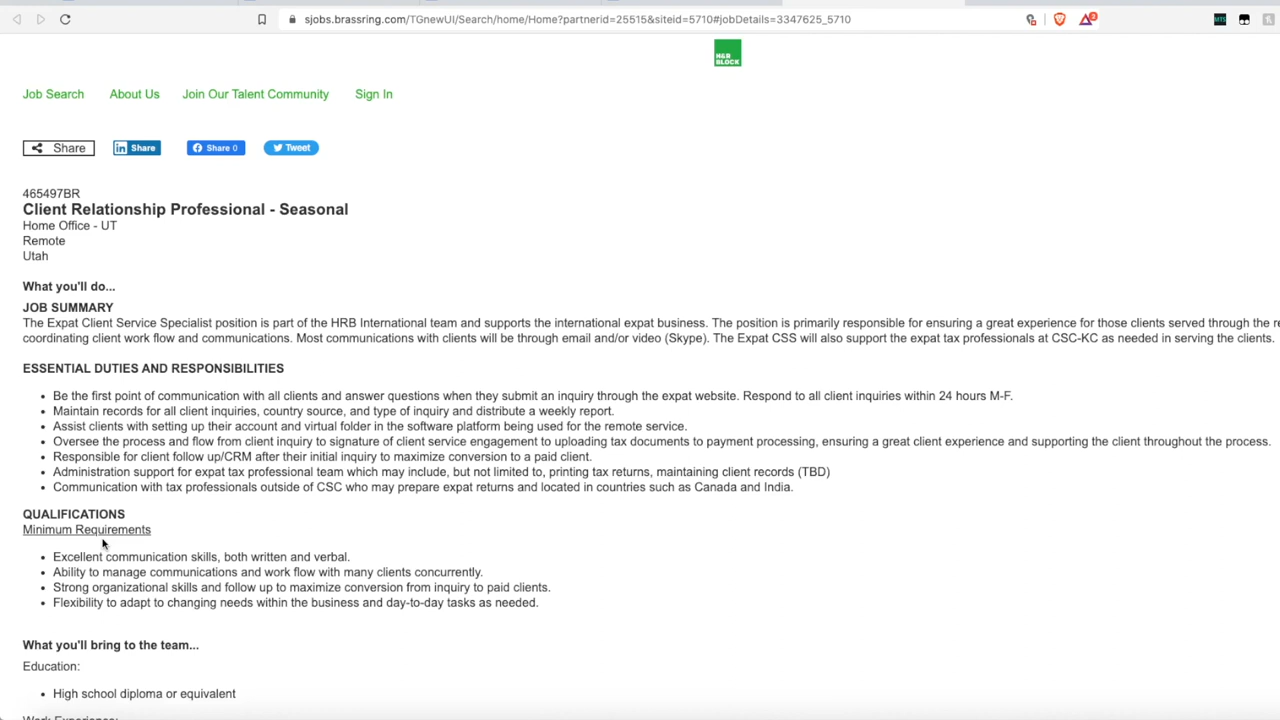 sjobs.brassring.com/TGnewUI/Search/home/Home?partnerid=25515&siteid=5710#jobDetails=3347625_5710
2
H&R
BLOCK
Job Search About Us Join Our Talent Community Sign In
Share in Share Share 0 Tweet
465497BR
Client Relationship Professional - Seasonal
Home Office - UT
Remote
Utah
What you'll do...
JOB SUMMARY
The Expat Client Service Specialist position is part of the HRB International team and supports the international expat business. The position is primarily responsible for ensuring a great experience for those clients served through the
coordinating client work flow and communications. Most communications with clients will be through email and/or video (Skype). The Expat CSS will also support the expat tax professionals at CSC-KC as needed in serving the clients.
ESSENTIAL DUTIES AND RESPONSIBILITIES
• Be the first point of communication with all clients and answer questions when they submit an inquiry through the expat website. Respond to all client inquiries within 24 hours M-F.
• Maintain records for all client inquiries, country source, and type of inquiry and distribute a weekly report.
• Assist clients with setting up their account and virtual folder in the software platform being used for the remote service.
• Oversee the process and flow from client inquiry to signature of client service engagement to uploading tax documents to payment processing, ensuring a great client experience and supporting the client throughout the process.
• Responsible for client follow up/CRM after their initial inquiry to maximize conversion to a paid client.
• Administration support for expat tax professional team which may include, but not limited to, printing tax returns, maintaining client records (TBD)
• Communication with tax professionals outside of CSC who may prepare expat returns and located in countries such as Canada and India.
QUALIFICATIONS
Minimum Requirements
• Excellent communication skills, both written and verbal.
• Ability to manage communications and work flow with many clients concurrently.
• Strong organizational skills and follow up to maximize conversion from inquiry to paid clients.
• Flexibility to adapt to changing needs within the business and day-to-day tasks as needed.
What you'll bring to the team...
Education:
• High school diploma or equivalent
Work Experience: